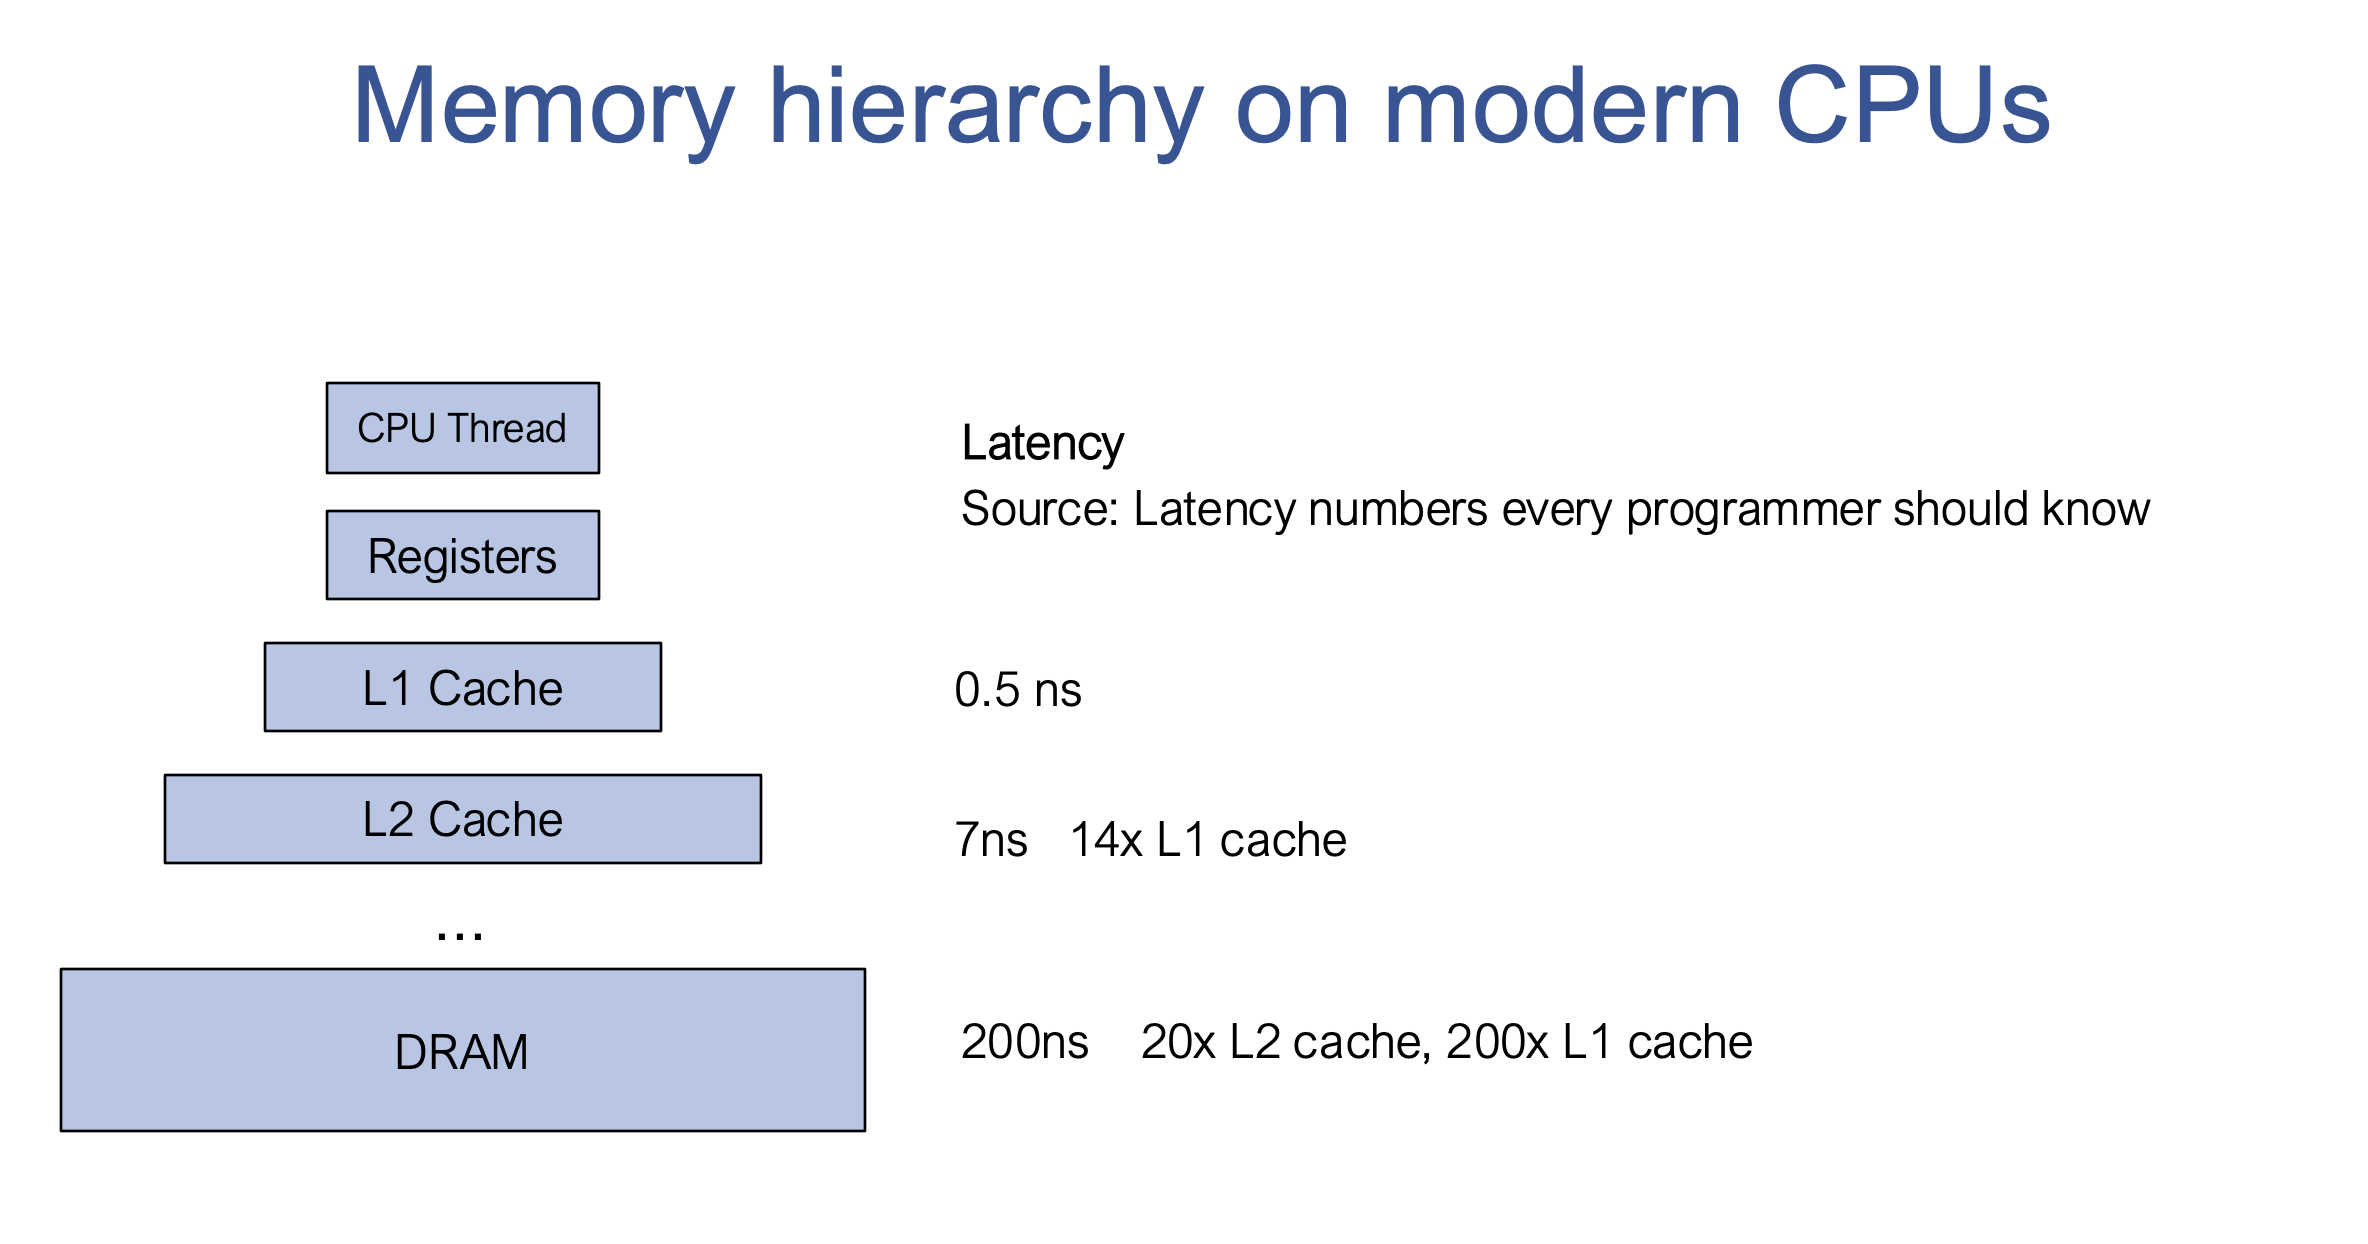 Memory hierarchy on modern CPUs
CPU Thread
Latency
Source: Latency numbers every programmer should know
Registers
L1 Cache
0.5 ns
L2 Cache
7ns 14x L1 cache
...
DRAM
200ns 20x L2 cache, 200x L1 cache